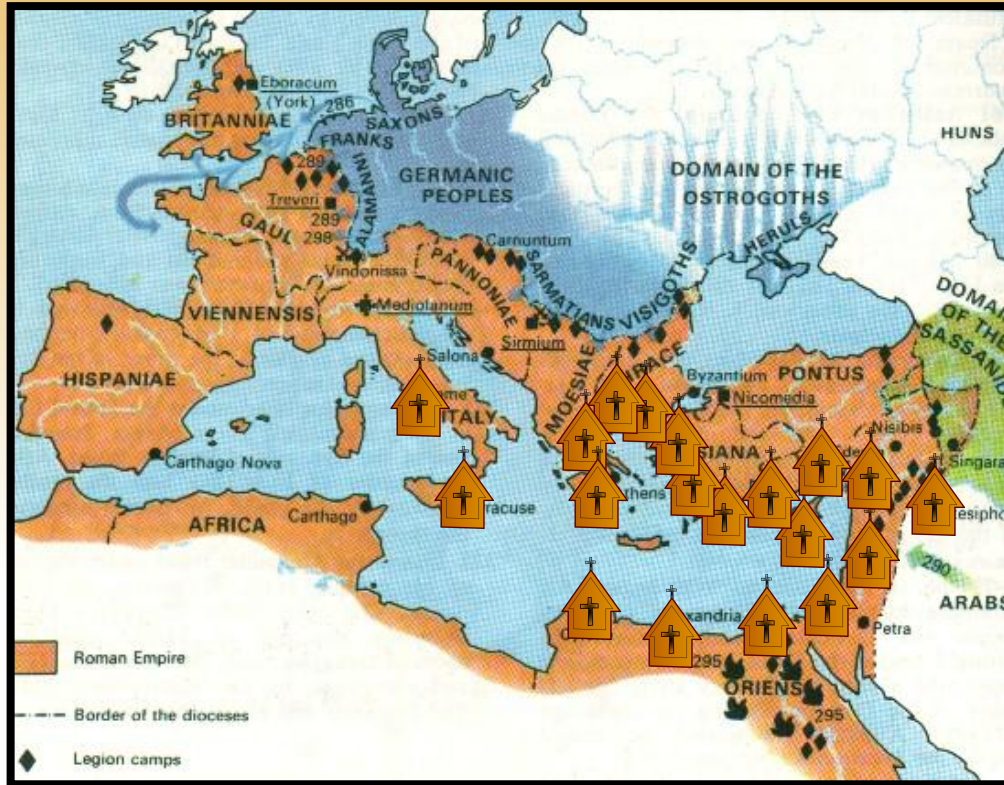 Eboracum
(York)
286
BRITANNIAE
SAXONS
FRANKS
289
ALAMANNI
GERMANIC
PEOPLES
HUNS
DOMAIN OF THE
OSTROGOTHS
HERULS
Treveri
289
298
GAUL
Vindonissa
Carnuntum
PANNONIAE
SARMATIANS
VISIGOTHS
DOMAIN
OF THE
VIENNENSIS
Mediolanum
Sirmium
Salona
HISPANIAE
ITALY
MOESIAE
Byzantium
PONTUS
Nicomedia
Nisibis
Singara
Carthago Nova
AFRICA
Carthage
290
ARABS
Petra
295
ORIENS
295
Roman Empire
Border of the dioceses
Legion camps